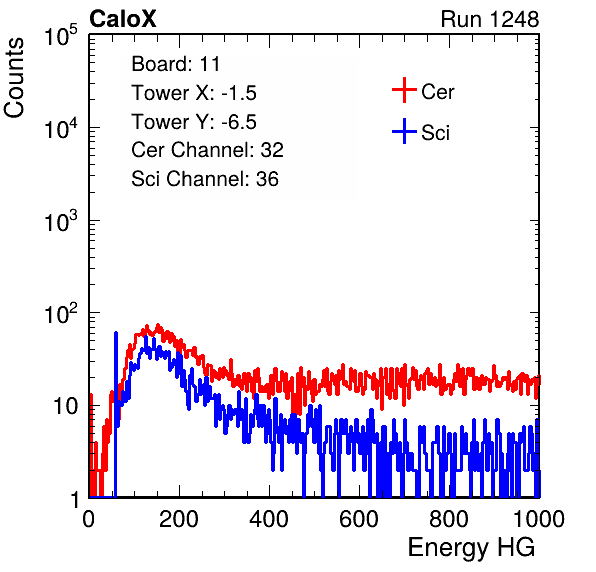 CaloX Run 1248
Counts
10^5
10^4
10^3
10^2
10
1
Board: 11
Tower X: -1.5
Tower Y: -6.5
Cer Channel: 32
Sci Channel: 36
Cer
Sci
0 200 400 600 800 1000
Energy HG